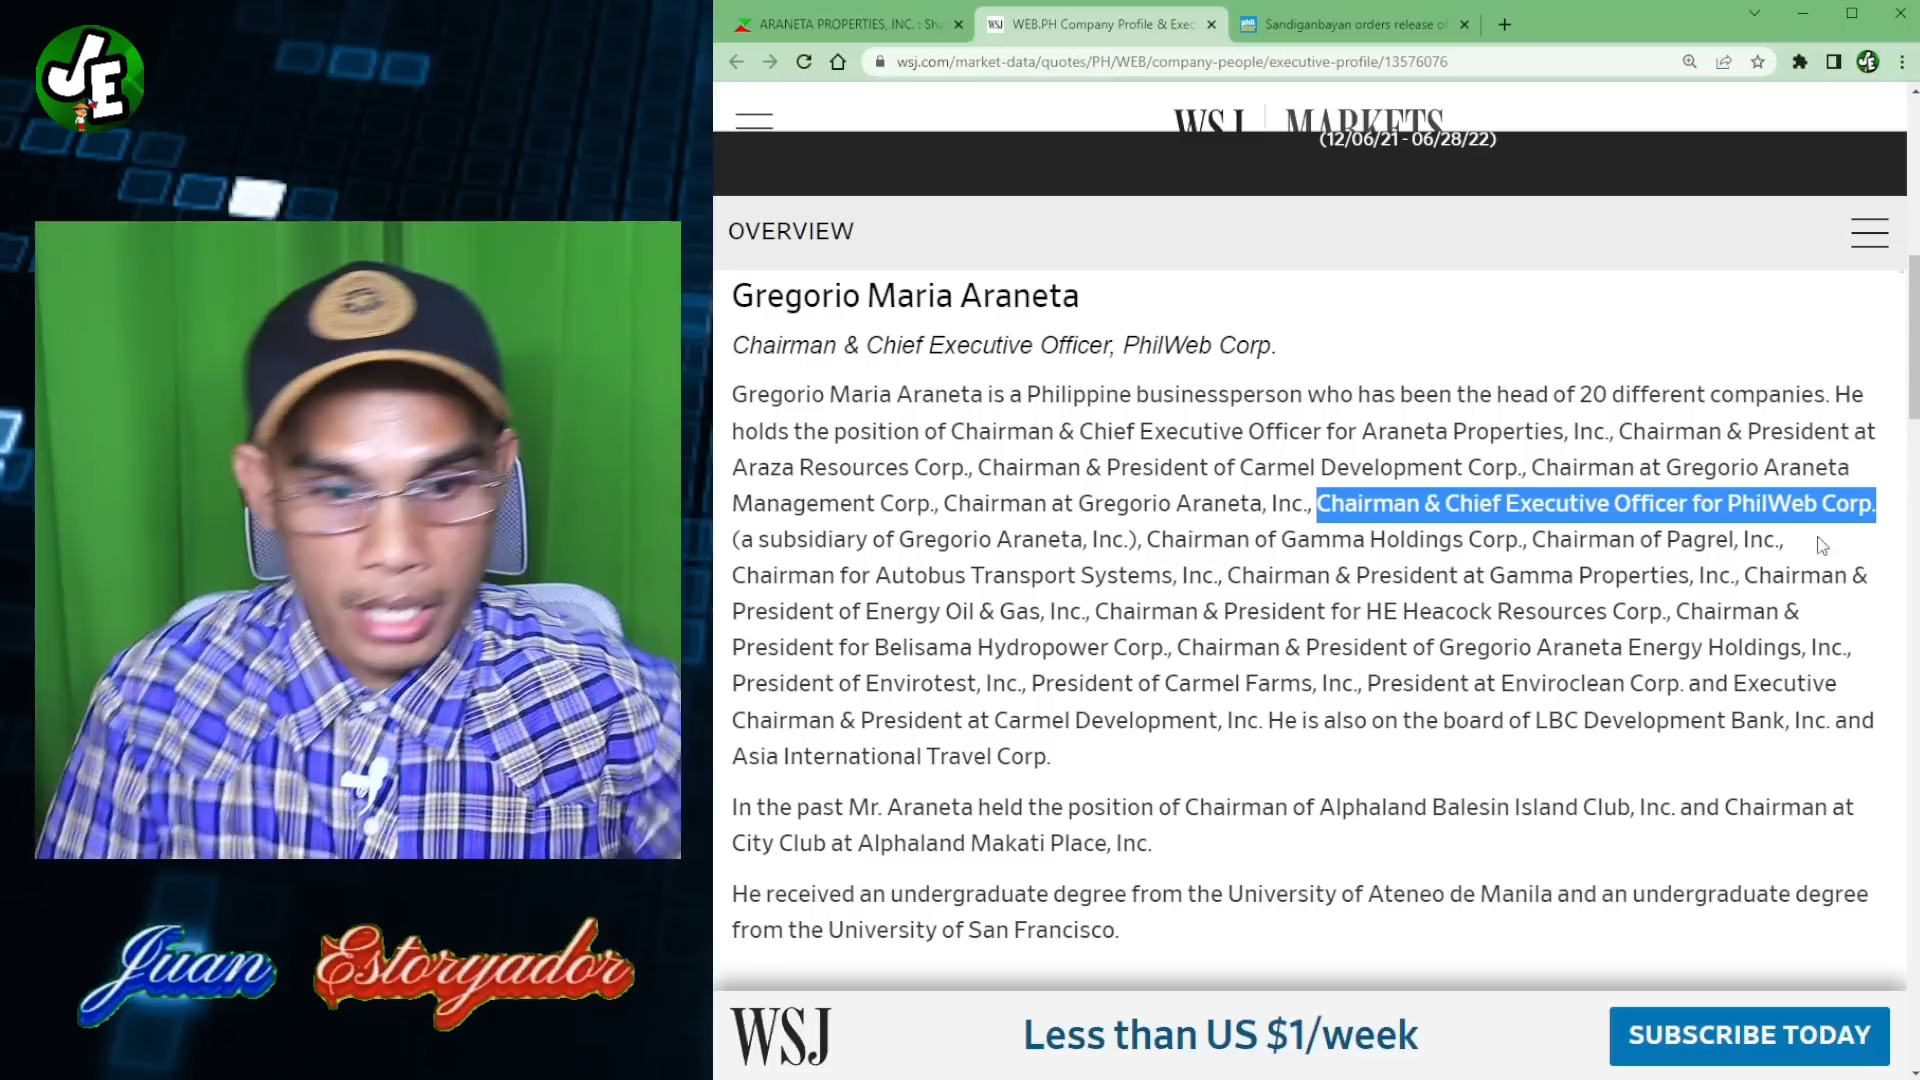 JE
ARANETA PROPERTIES, INC. : Sha
WSJ WEB.PH Company Profile & Exec
phil star Sandiganbayan orders release of
wsj.com/market-data/quotes/PH/WEB/company-people/executive-profile/13576076
JE
WSJ | MARKETS
(12/06/21 - 06/28/22)
OVERVIEW
Gregorio Maria Araneta
Chairman & Chief Executive Officer, PhilWeb Corp.
Gregorio Maria Araneta is a Philippine businessperson who has been the head of 20 different companies. He
holds the position of Chairman & Chief Executive Officer for Araneta Properties, Inc., Chairman & President at
Araza Resources Corp., Chairman & President of Carmel Development Corp., Chairman at Gregorio Araneta
Management Corp., Chairman at Gregorio Araneta, Inc., Chairman & Chief Executive Officer for PhilWeb Corp.
(a subsidiary of Gregorio Araneta, Inc.), Chairman of Gamma Holdings Corp., Chairman of Pagrel, Inc.,
Chairman for Autobus Transport Systems, Inc., Chairman & President at Gamma Properties, Inc., Chairman &
President of Energy Oil & Gas, Inc., Chairman & President for HE Heacock Resources Corp., Chairman &
President for Belisama Hydropower Corp., Chairman & President of Gregorio Araneta Energy Holdings, Inc.,
President of Envirotest, Inc., President of Carmel Farms, Inc., President at Enviroclean Corp. and Executive
Chairman & President at Carmel Development, Inc. He is also on the board of LBC Development Bank, Inc. and
Asia International Travel Corp.
In the past Mr. Araneta held the position of Chairman of Alphaland Balesin Island Club, Inc. and Chairman at
City Club at Alphaland Makati Place, Inc.
He received an undergraduate degree from the University of Ateneo de Manila and an undergraduate degree
from the University of San Francisco.
WSJ
Less than US $1/week
SUBSCRIBE TODAY
Juan Estoryador